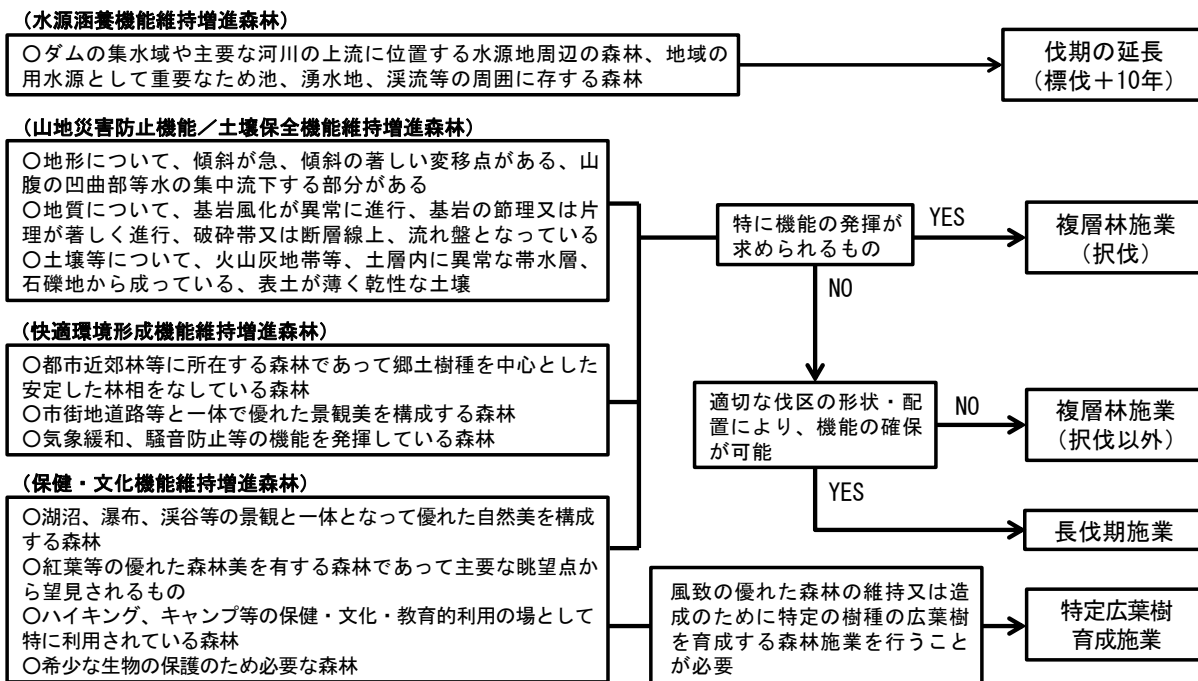 (水源涵養機能維持増進森林)
〇ダムの集水域や主要な河川の上流に位置する水源地周辺の森林、地域の
用水源として重要なため池、湧水地、渓流等の周囲に存する森林
伐期の延長
(標伐+10年)
(山地災害防止機能/土壌保全機能維持増進森林)
〇地形について、傾斜が急、傾斜の著しい変移点がある、山
腹の凹曲部等水の集中流下する部分がある
〇地質について、基岩風化が異常に進行、基岩の節理又は片
理が著しく進行、破砕帯又は断層線上、流れ盤となっている
〇土壌等について、火山灰地帯等、土層内に異常な帯水層、
石礫地から成っている、表土が薄く乾性な土壌
特に機能の発揮が
求められるもの
YES
複層林施業
(択伐)
NO
(快適環境形成機能維持増進森林)
〇都市近郊林等に所在する森林であって郷土樹種を中心とした
安定した林相をなしている森林
〇市街地道路等と一体で優れた景観美を構成する森林
〇気象緩和、騒音防止等の機能を発揮している森林
適切な伐区の形状・配
置により、機能の確保
が可能
NO
複層林施業
(択伐以外)
YES
長伐期施業
(保健・文化機能維持増進森林)
〇湖沼、瀑布、渓谷等の景観と一体となって優れた自然美を構成
する森林
〇紅葉等の優れた森林美を有する森林であって主要な眺望点か
ら望見されるもの
〇ハイキング、キャンプ等の保健・文化・教育的利用の場として
特に利用されている森林
〇希少な生物の保護のため必要な森林
風致の優れた森林の維持又は造
成のために特定の樹種の広葉樹
を育成する森林施業を行うこと
が必要
特定広葉樹
育成施業